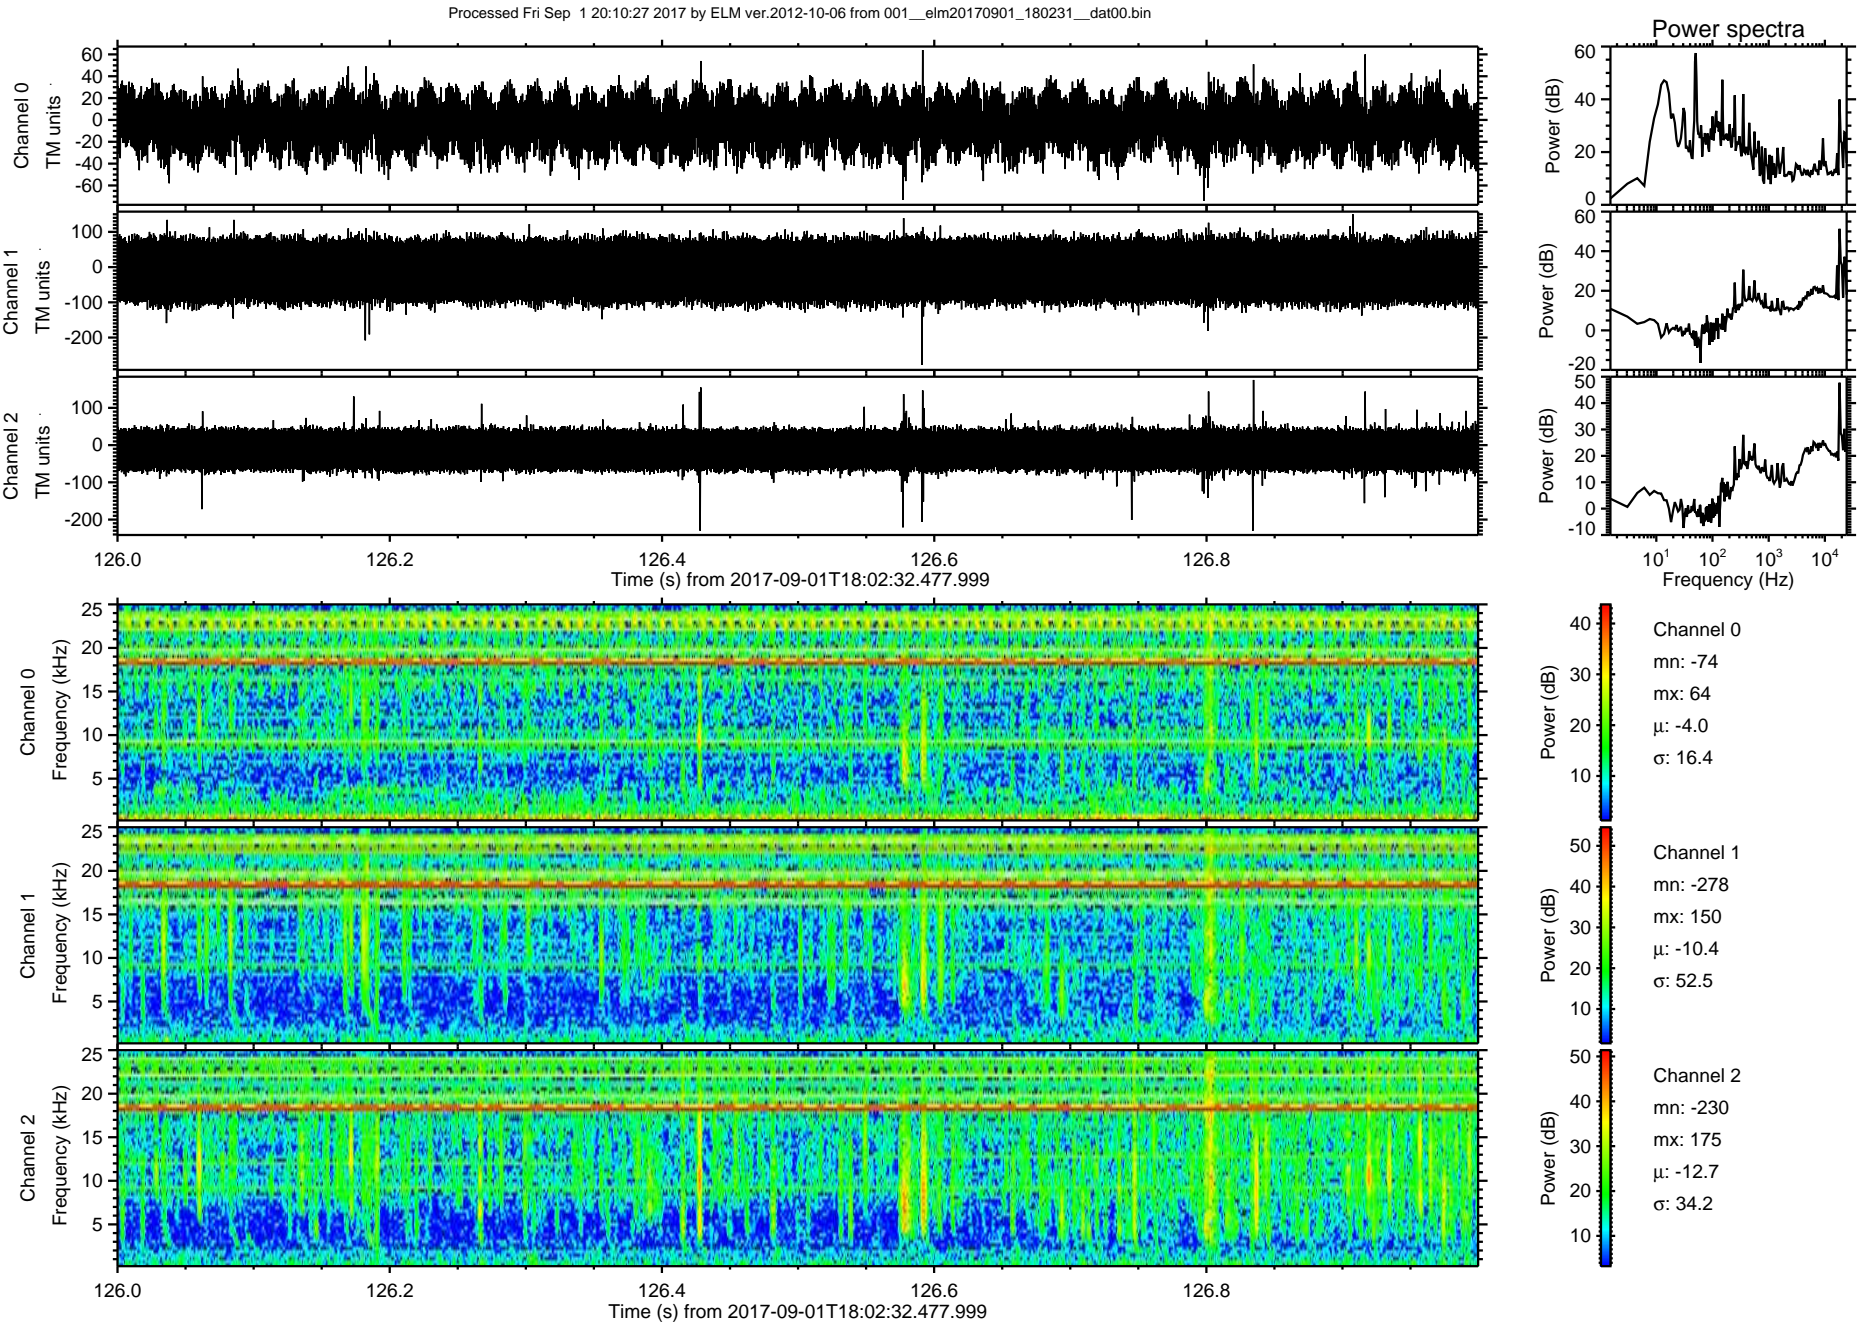 Processed Fri Sep  1 20:10:27 2017 by ELM ver.2012-10-06 from 001__elm20170901_180231__dat00.bin
Power spectra
Channel 0
TM units
60
40
20
0
-20
-40
-60
Power (dB)
60
40
20
0
Channel 1
TM units
100
0
-100
-200
Power (dB)
60
40
20
0
-20
Channel 2
TM units
100
0
-100
-200
Power (dB)
50
40
30
20
10
0
-10
126.0 126.2 126.4 126.6 126.8
Time (s) from 2017-09-01T18:02:32.477.999
10^1 10^2 10^3 10^4
Frequency (Hz)
Channel 0
Frequency (kHz)
25
20
15
10
5
Power (dB)
40
30
20
10
Channel 0
mn: -74
mx: 64
μ: -4.0
σ: 16.4
Channel 1
Frequency (kHz)
25
20
15
10
5
Power (dB)
50
40
30
20
10
Channel 1
mn: -278
mx: 150
μ: -10.4
σ: 52.5
Channel 2
Frequency (kHz)
25
20
15
10
5
Power (dB)
50
40
30
20
10
Channel 2
mn: -230
mx: 175
μ: -12.7
σ: 34.2
126.0 126.2 126.4 126.6 126.8
Time (s) from 2017-09-01T18:02:32.477.999